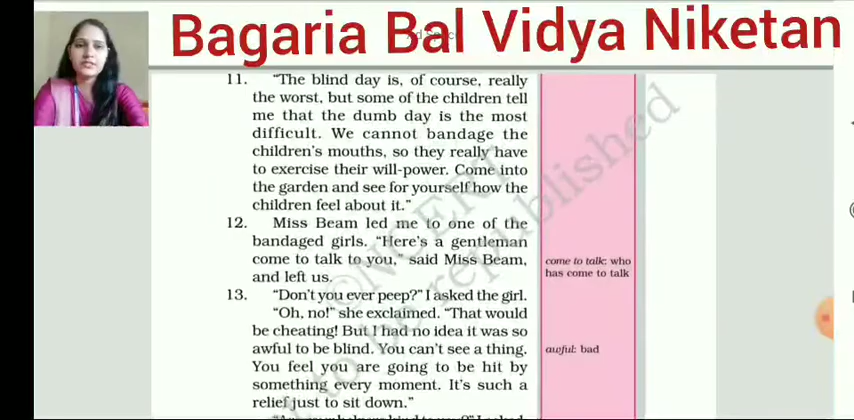 Bagaria Bal Vidya Niketan
11. “The blind day is, of course, really
the worst, but some of the children tell
me that the dumb day is the most
difficult. We cannot bandage the
children’s mouths, so they really have
to exercise their will-power. Come into
the garden and see for yourself how the
children feel about it.”
12. Miss Beam led me to one of the
bandaged girls. “Here’s a gentleman
come to talk to you,” said Miss Beam,
and left us.
come to talk: who
has come to talk
13. “Don’t you ever peep?” I asked the girl.
“Oh, no!” she exclaimed. “That would
be cheating! But I had no idea it was so
awful to be blind. You can’t see a thing.
You feel you are going to be hit by
something every moment. It’s such a
relief just to sit down.”
awful: bad
©NCERT
be republished